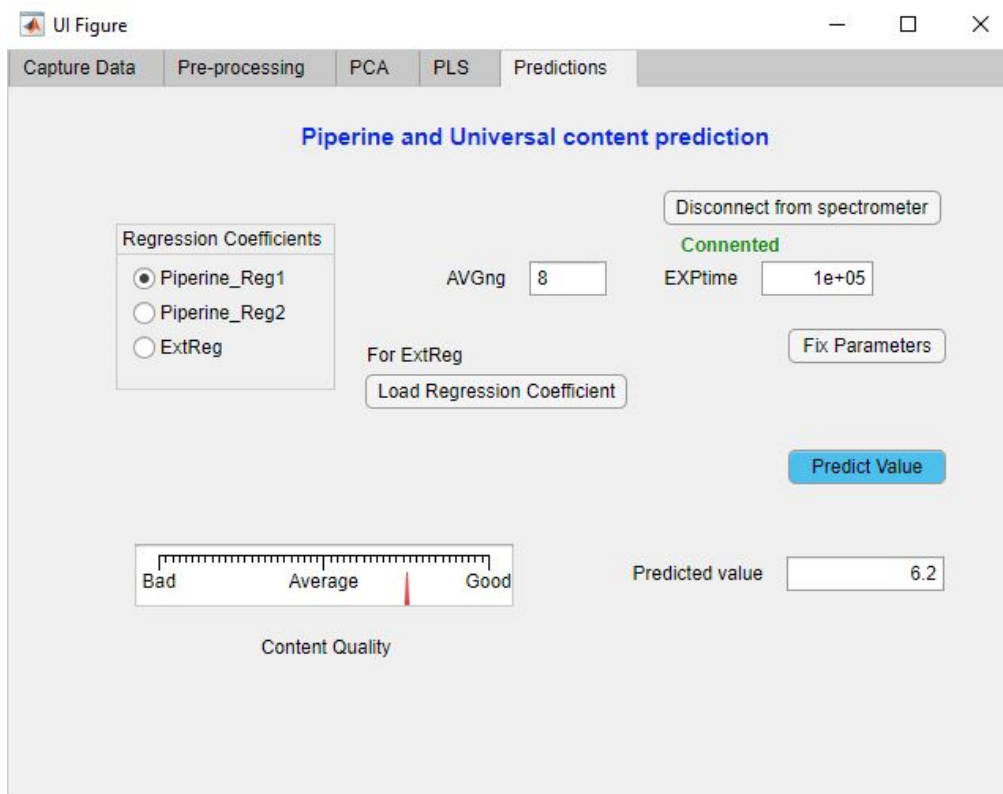 UI Figure
Capture Data Pre-processing PCA PLS Predictions
Piperine and Universal content prediction
Disconnect from spectrometer
Connented
Regression Coefficients
Piperine_Reg1
Piperine_Reg2
ExtReg
AVGng 8
EXPtime 1e+05
For ExtReg
Load Regression Coefficient
Fix Parameters
Predict Value
Bad Average Good
Content Quality
Predicted value 6.2